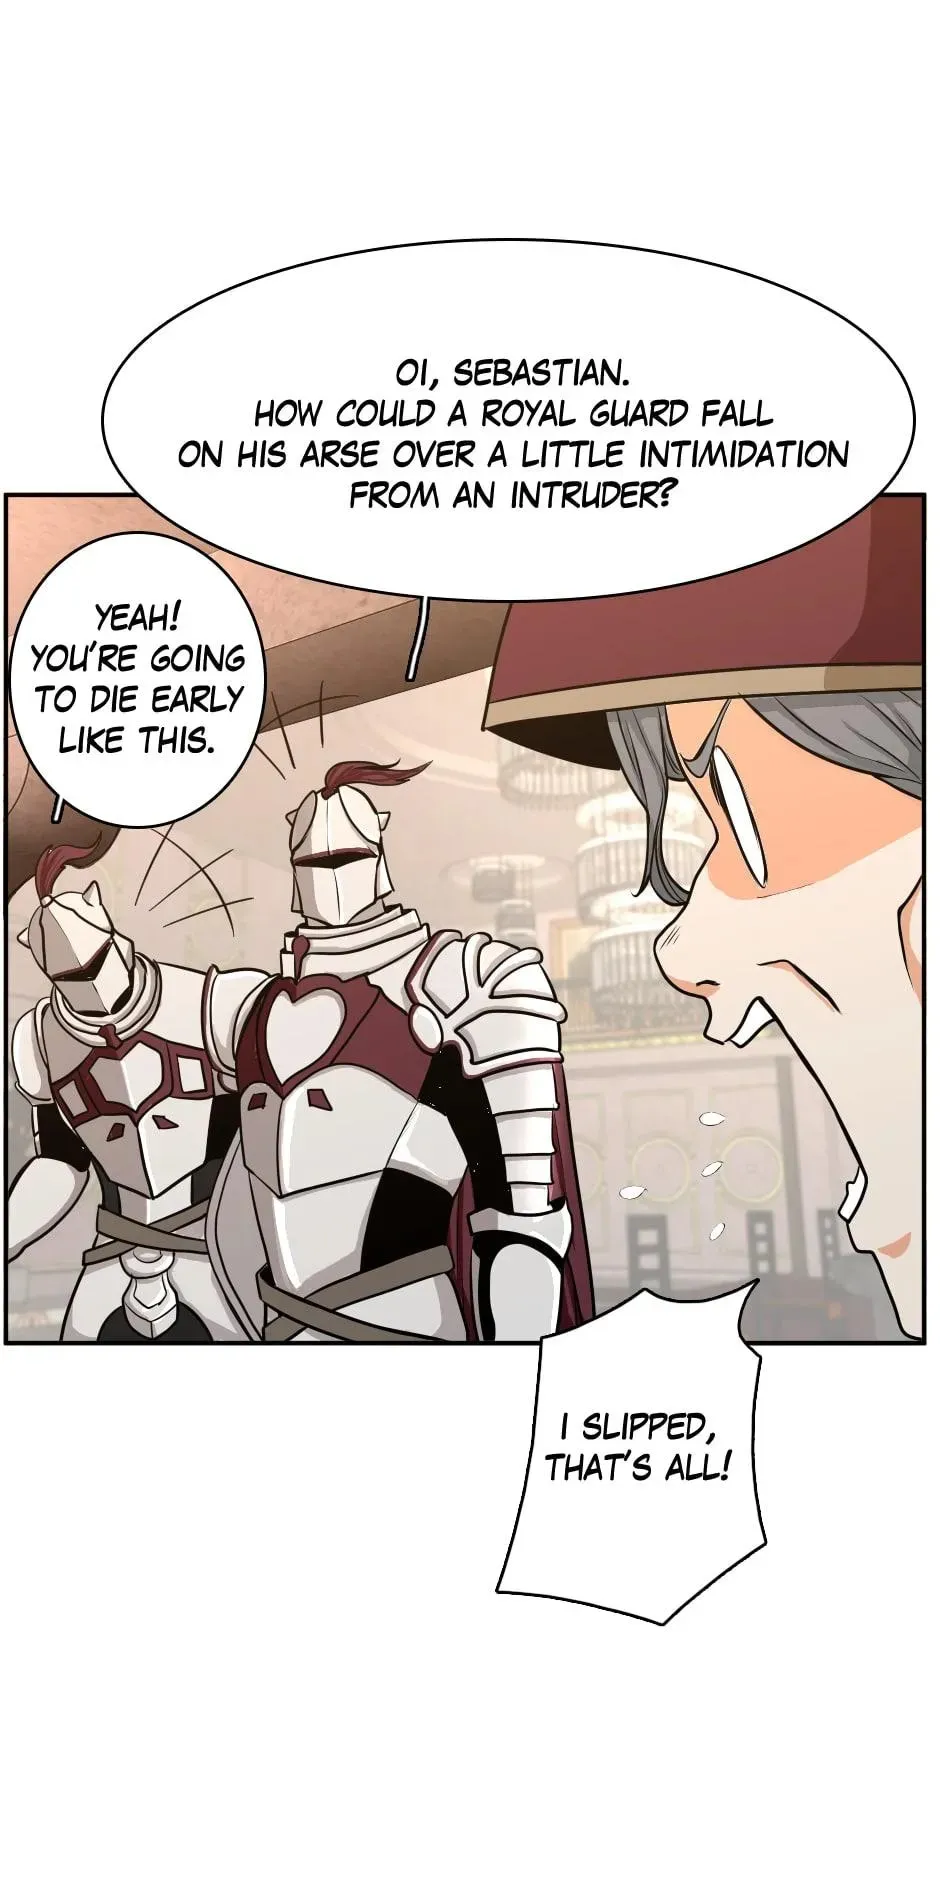 OI, SEBASTIAN.
HOW COULD A ROYAL GUARD FALL
ON HIS ARSE OVER A LITTLE INTIMIDATION
FROM AN INTRUDER?
YEAH!
YOU'RE GOING
TO DIE EARLY
LIKE THIS.
I SLIPPED,
THAT'S ALL!